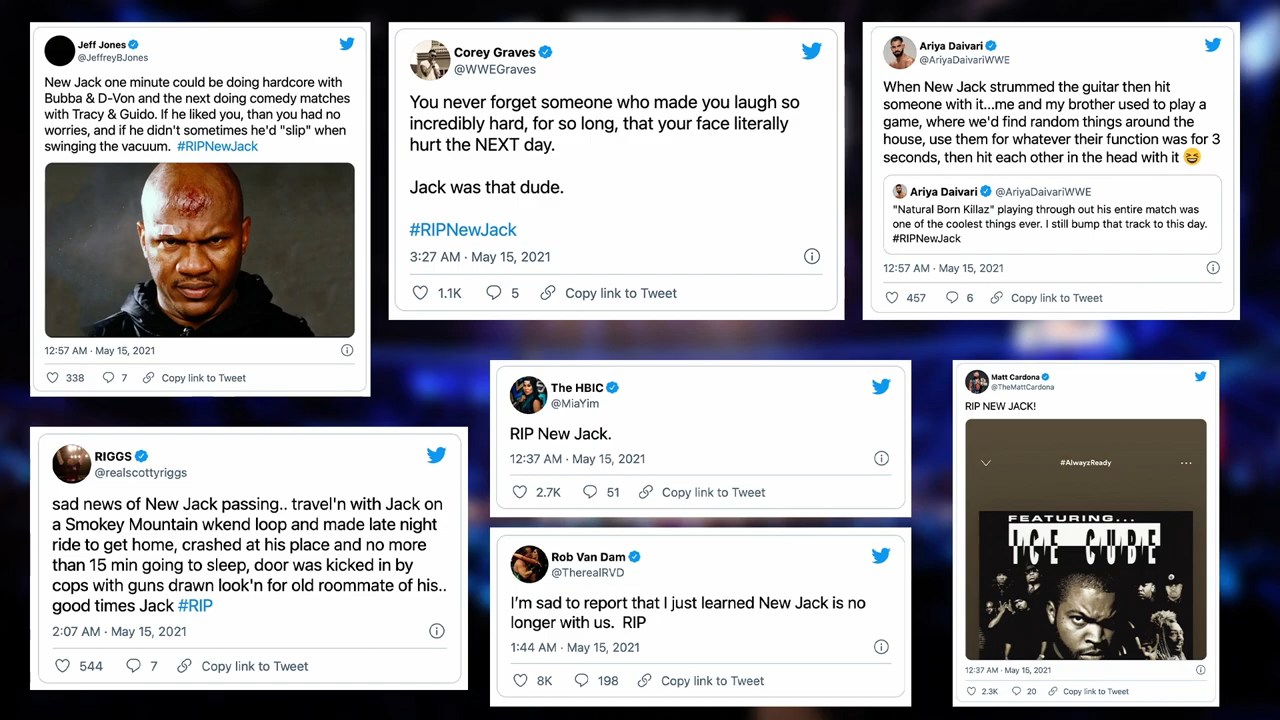 Jeff Jones
@JeffreyBJones
New Jack one minute could be doing hardcore with
Bubba & D-Von and the next doing comedy matches
with Tracy & Guido. If he liked you, than you had no
worries, and if he didn't sometimes he'd "slip" when
swinging the vacuum. #RIPNewJack
12:57 AM · May 15, 2021
338 7 Copy link to Tweet
Corey Graves
@WWEGraves
You never forget someone who made you laugh so
incredibly hard, for so long, that your face literally
hurt the NEXT day.
Jack was that dude.
#RIPNewJack
3:27 AM · May 15, 2021
1.1K 5 Copy link to Tweet
Ariya Daivari
@AriyaDaivariWWE
When New Jack strummed the guitar then hit
someone with it...me and my brother used to play a
game, where we'd find random things around the
house, use them for whatever their function was for 3
seconds, then hit each other in the head with it 😆
Ariya Daivari @AriyaDaivariWWE
"Natural Born Killaz" playing through out his entire match was
one of the coolest things ever. I still bump that track to this day.
#RIPNewJack
12:57 AM · May 15, 2021
457 6 Copy link to Tweet
RIGGS
@realscottyriggs
sad news of New Jack passing.. travel'n with Jack on
a Smokey Mountain wkend loop and made late night
ride to get home, crashed at his place and no more
than 15 min going to sleep, door was kicked in by
cops with guns drawn look'n for old roommate of his..
good times Jack #RIP
2:07 AM · May 15, 2021
544 7 Copy link to Tweet
The HBIC
@MiaYim
RIP New Jack.
12:37 AM · May 15, 2021
2.7K 51 Copy link to Tweet
Rob Van Dam
@TherealRVD
I'm sad to report that I just learned New Jack is no
longer with us. RIP
1:44 AM · May 15, 2021
8K 198 Copy link to Tweet
Matt Cardona
@TheMattCardona
RIP NEW JACK!
#AlwayzReady
FEATURING...
ICE CUBE
12:37 AM · May 15, 2021
2.3K 20 Copy link to Tweet